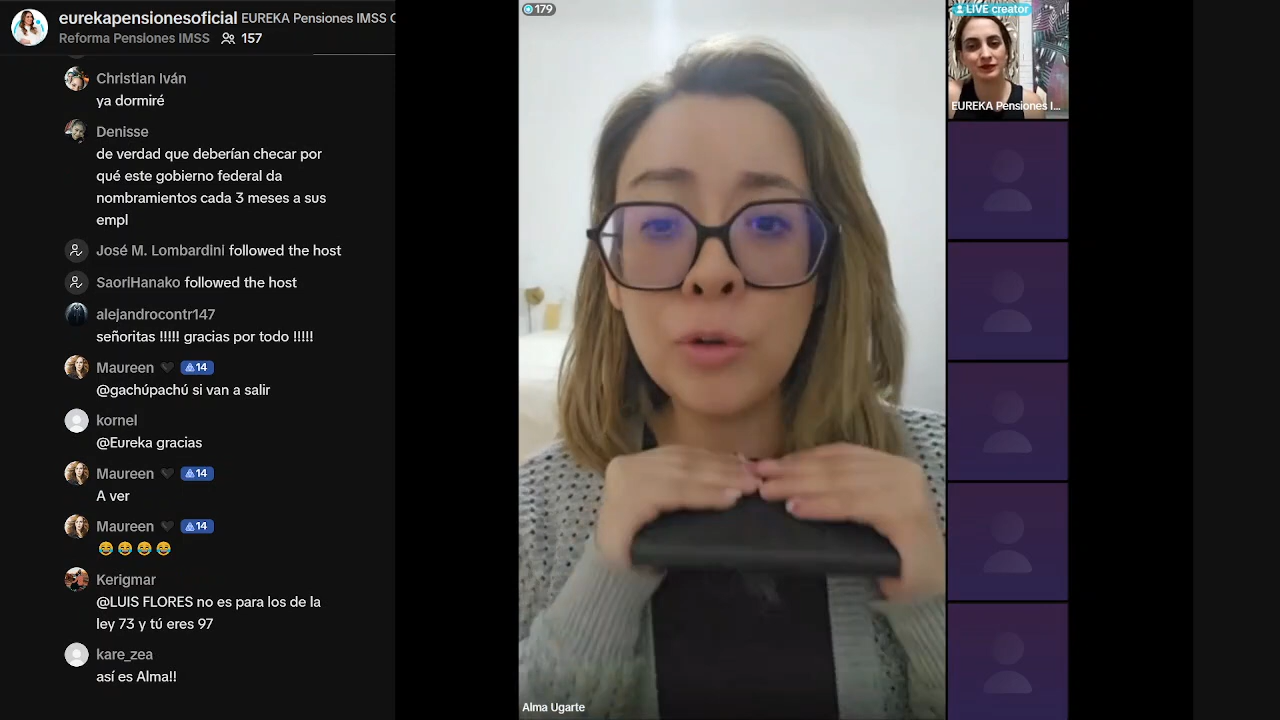 eurekapensionesoficial EUREKA Pensiones IMSS
Reforma Pensiones IMSS 157
Christian Iván
ya dormiré
Denisse
de verdad que deberían checar por
qué este gobierno federal da
nombramientos cada 3 meses a sus
empl
José M. Lombardini followed the host
SaoriHanako followed the host
alejandrocontr147
señoritas !!!!! gracias por todo !!!!!
Maureen 🖤 14
@gachúpachú si van a salir
kornel
@Eureka gracias
Maureen 🖤 14
A ver
Maureen 🖤 14
😂 😂 😂 😂
Kerigmar
@LUIS FLORES no es para los de la
ley 73 y tú eres 97
kare_zea
así es Alma!!
179
Alma Ugarte
LIVE creator
EUREKA Pensiones I...